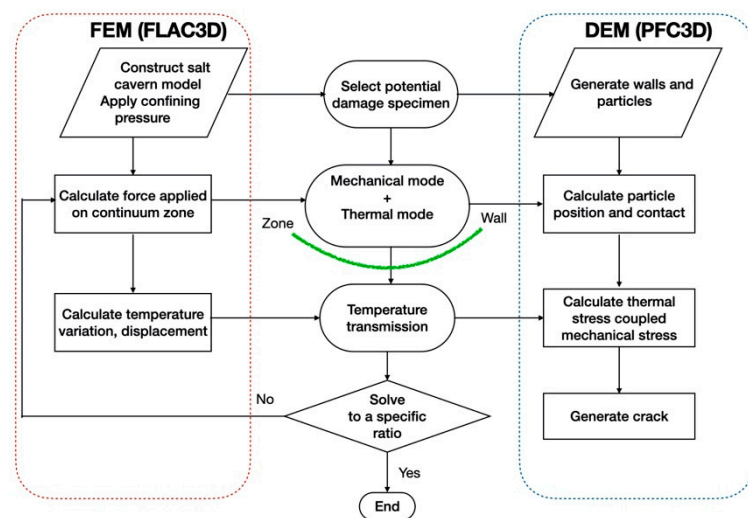 FEM (FLAC3D)
DEM (PFC3D)
Construct salt
cavern model
Apply confining
pressure
Select potential
damage specimen
Generate walls and
particles
Calculate force applied
on continuum zone
Mechanical mode
+
Thermal mode
Zone
Wall
Calculate particle
position and contact
Calculate temperature
variation, displacement
Temperature
transmission
Calculate thermal
stress coupled
mechanical stress
No
Solve
to a specific
ratio
Generate crack
Yes
End